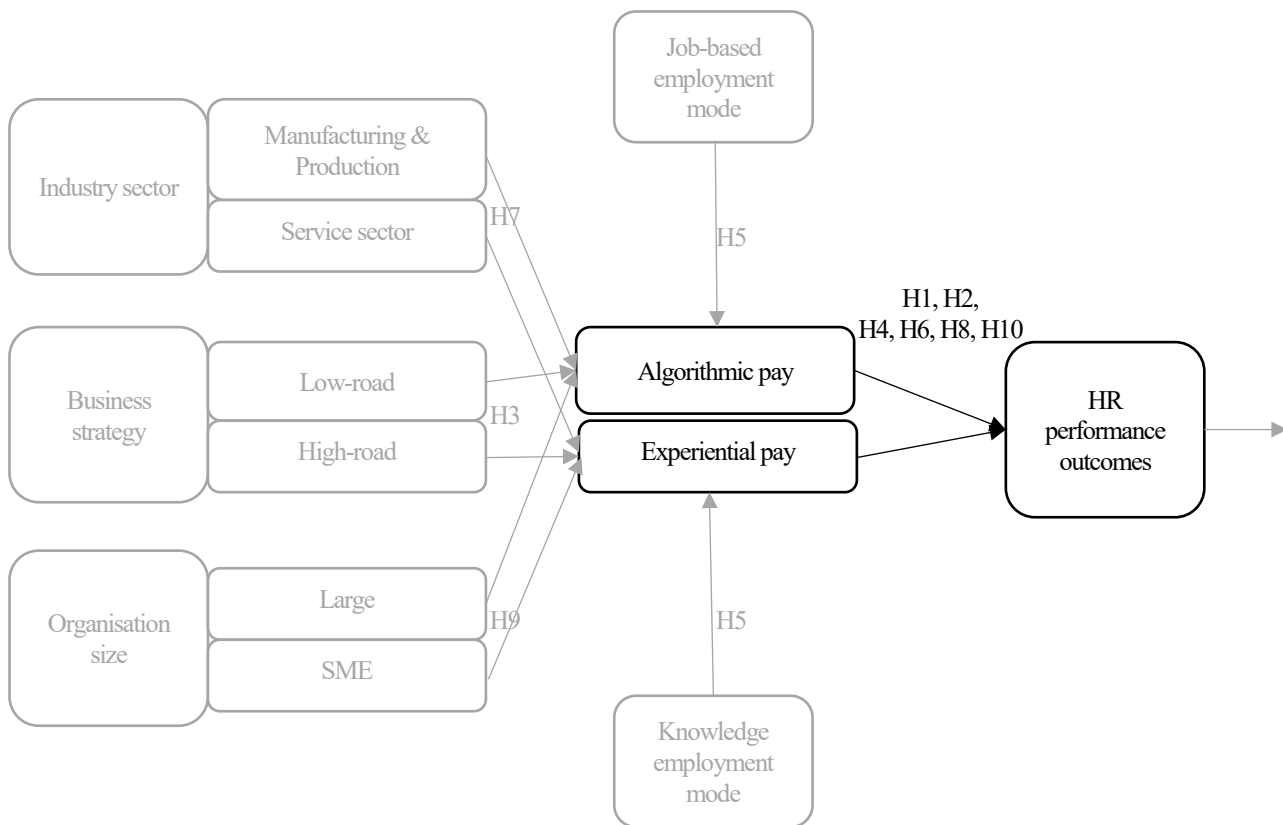 Job-based
employment
mode
Manufacturing &
Production
Industry sector
H7
Service sector
H5
H1, H2,
H4, H6, H8, H10
Low-road
Algorithmic pay
Business
strategy
H3
HR
performance
outcomes
High-road
Experiential pay
Large
Organisation
size
H9
H5
SME
Knowledge
employment
mode